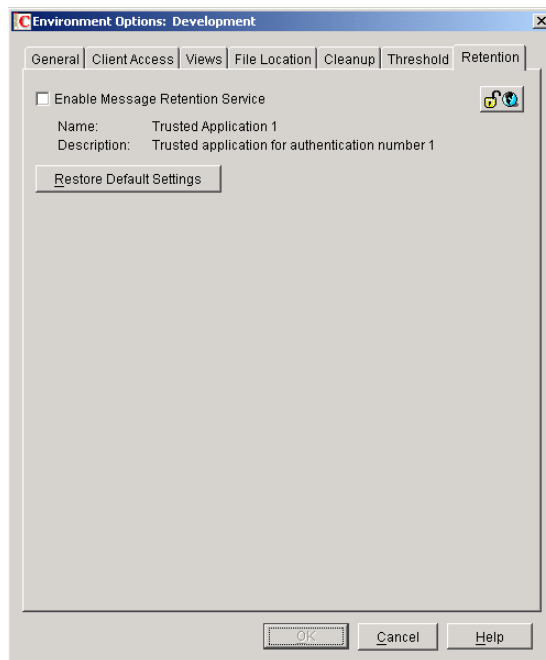 Environment Options: Development
General Client Access Views File Location Cleanup Threshold Retention
Enable Message Retention Service
Name: Trusted Application 1
Description: Trusted application for authentication number 1
Restore Default Settings
OK Cancel Help